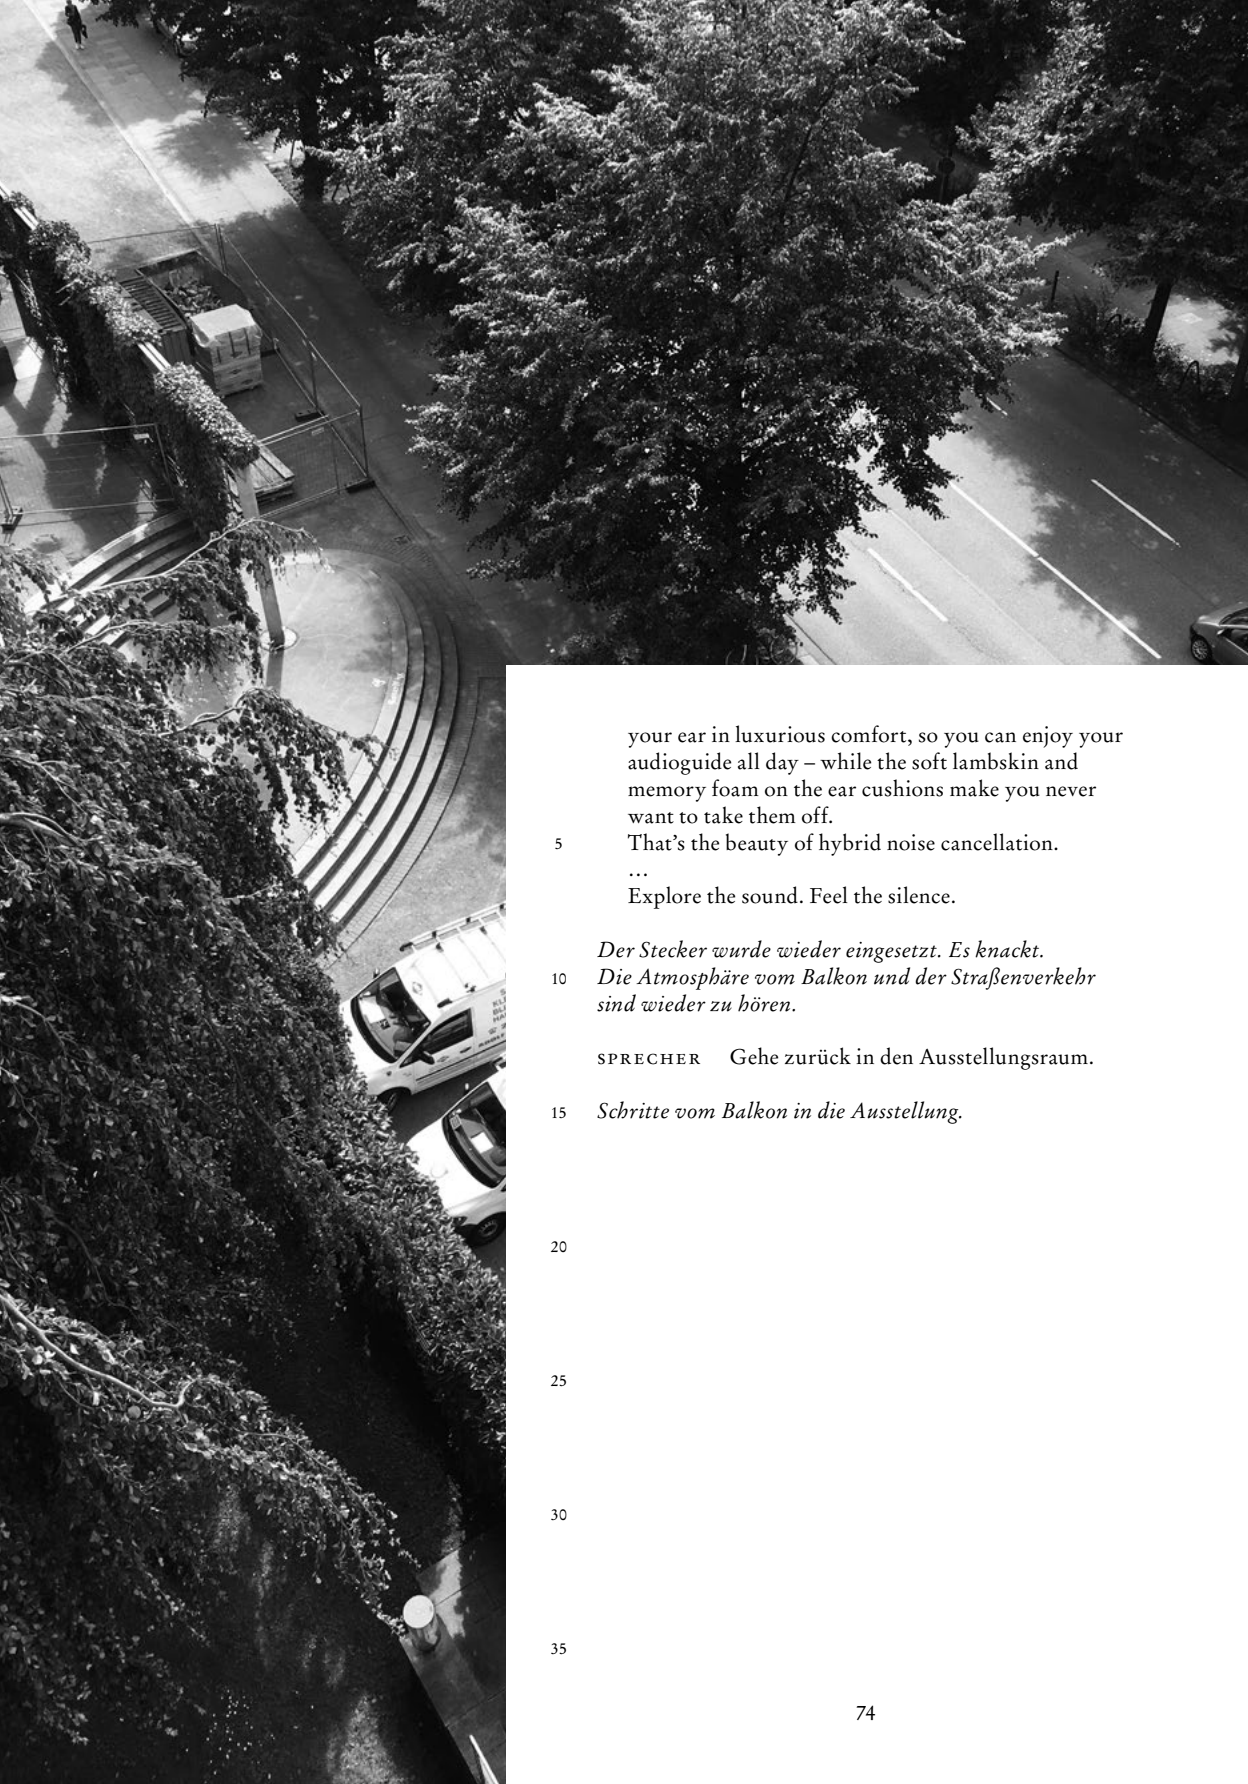 your ear in luxurious comfort, so you can enjoy your
audioguide all day – while the soft lambskin and
memory foam on the ear cushions make you never
want to take them off.
5 That’s the beauty of hybrid noise cancellation.
…
Explore the sound. Feel the silence.
Der Stecker wurde wieder eingesetzt. Es knackt.
10 Die Atmosphäre vom Balkon und der Straßenverkehr
sind wieder zu hören.
SPRECHER Gehe zurück in den Ausstellungsraum.
15 Schritte vom Balkon in die Ausstellung.
20
25
30
35
74